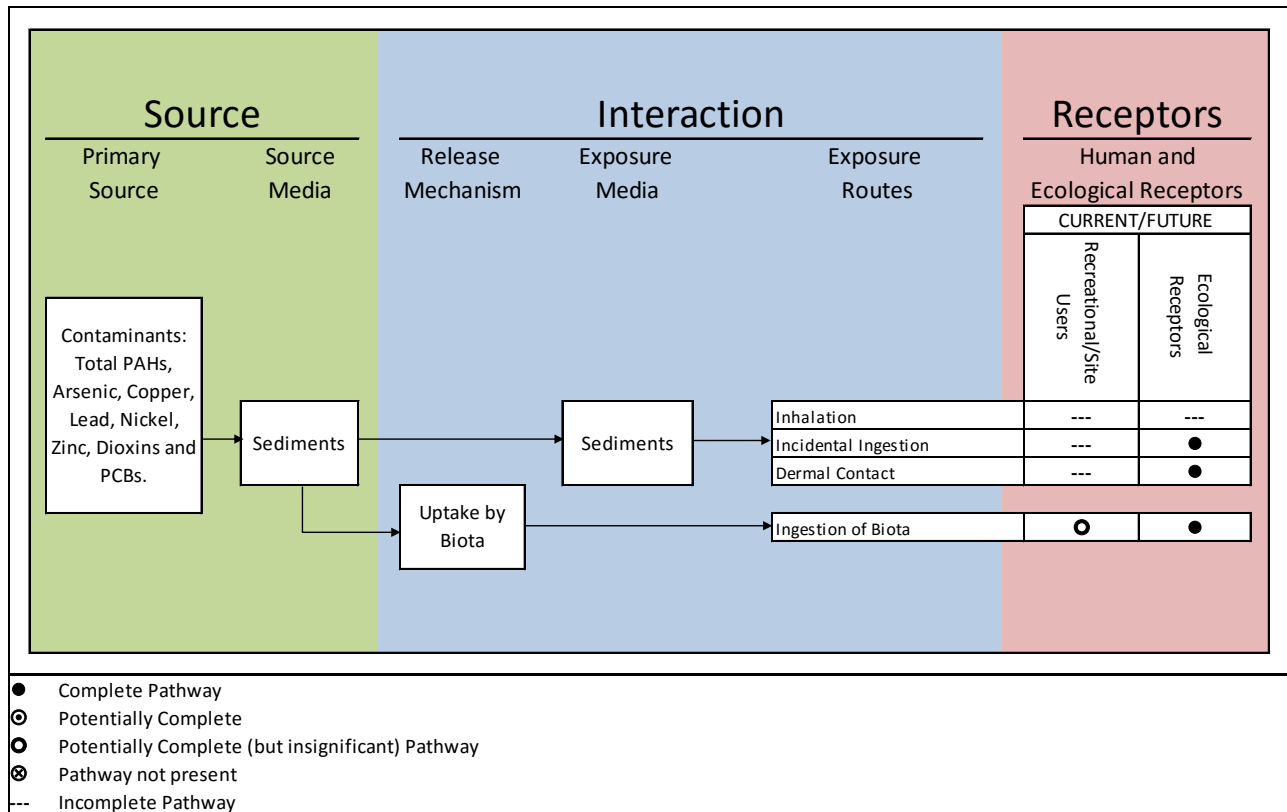 Source
Interaction
Receptors
Primary
Source
Source
Media
Release
Mechanism
Exposure
Media
Exposure
Routes
Human and
Ecological Receptors
CURRENT/FUTURE
Recreational/Site
Users
Ecological
Receptors
Contaminants:
Total PAHs,
Arsenic, Copper,
Lead, Nickel,
Zinc, Dioxins and
PCBs.
Sediments
Sediments
Inhalation --- ---
Incidental Ingestion --- ●
Dermal Contact --- ●
Uptake by
Biota
Ingestion of Biota ○ ●
● Complete Pathway
⊙ Potentially Complete
○ Potentially Complete (but insignificant) Pathway
⊗ Pathway not present
--- Incomplete Pathway